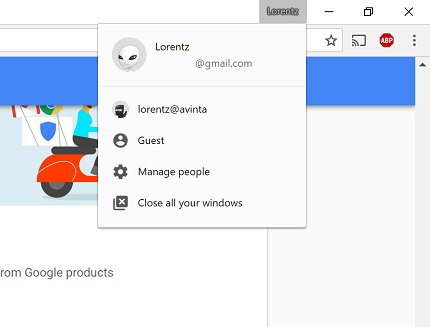 Lorentz
Lorentz
@gmail.com
ABP
lorentz@avinta
Guest
Manage people
Close all your windows
rom Google products